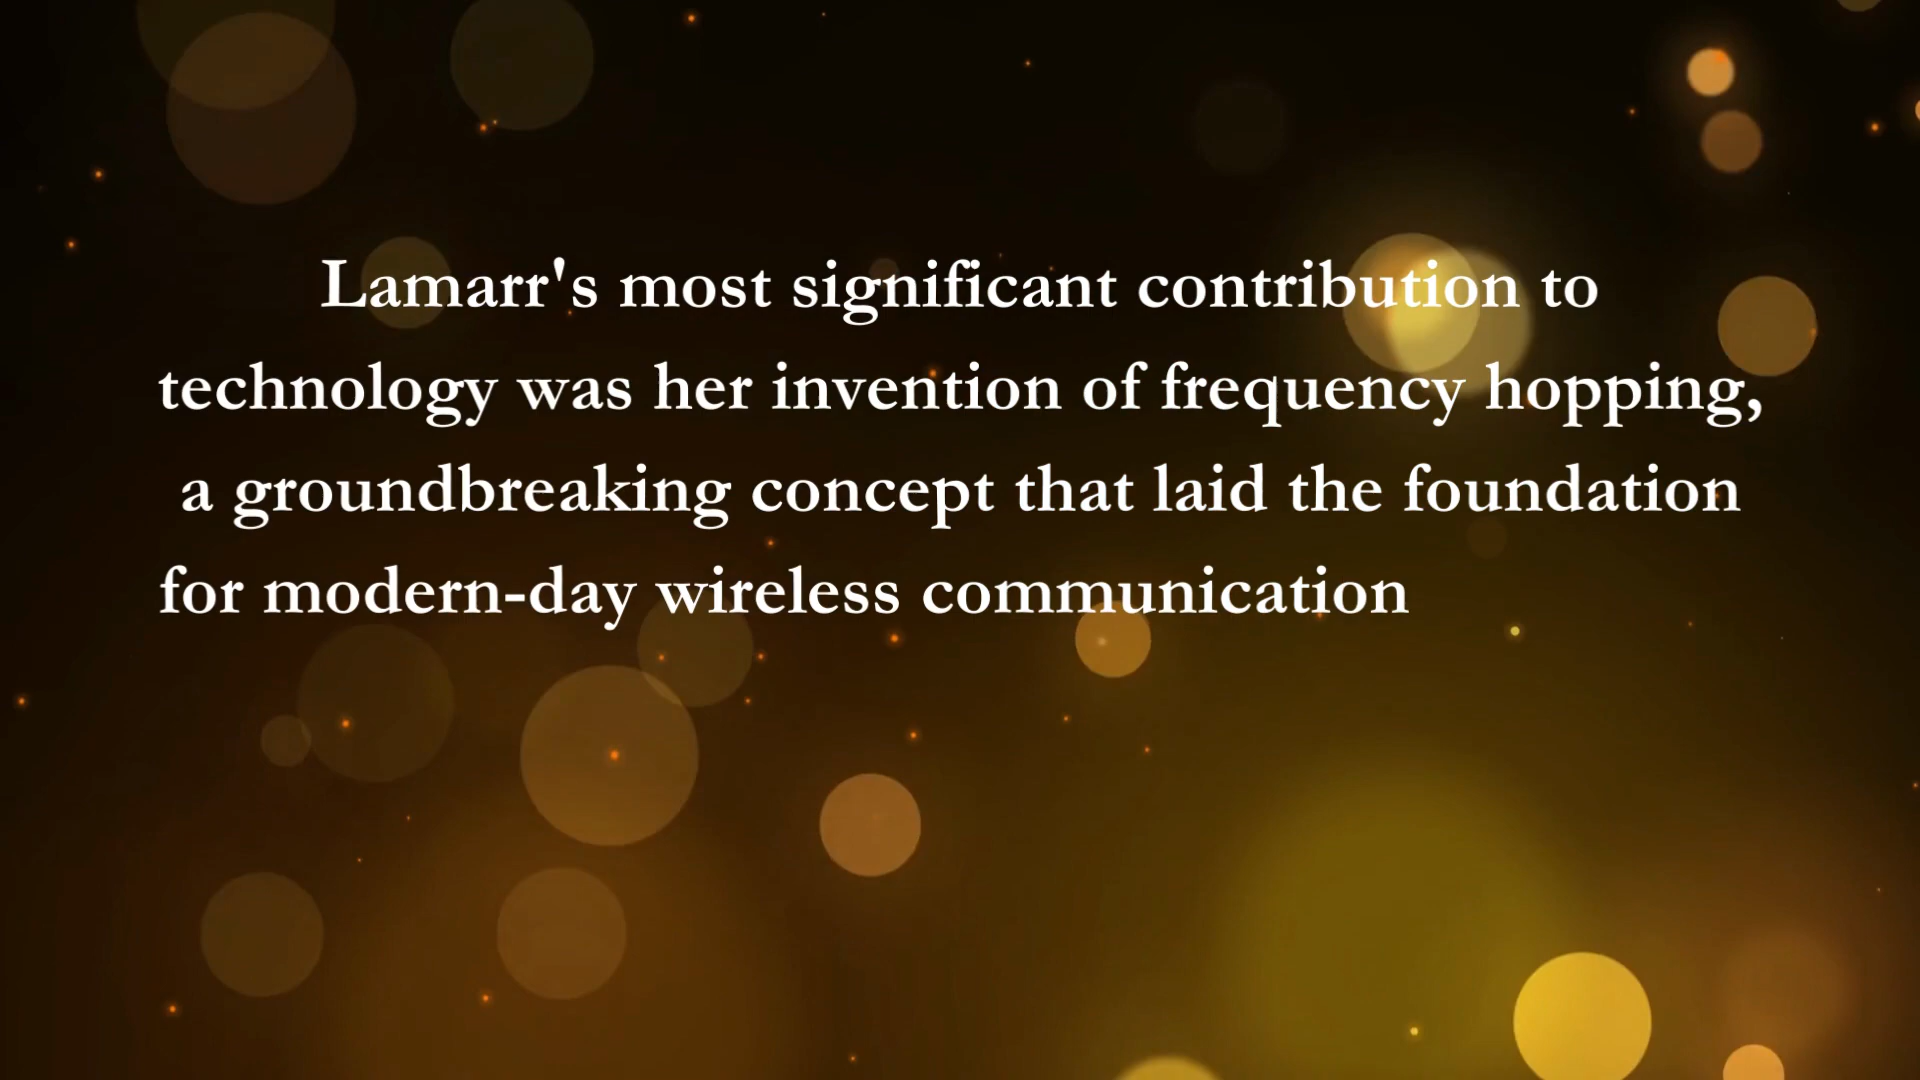 Lamarr's most significant contribution to
technology was her invention of frequency hopping,
a groundbreaking concept that laid the foundation
for modern-day wireless communication